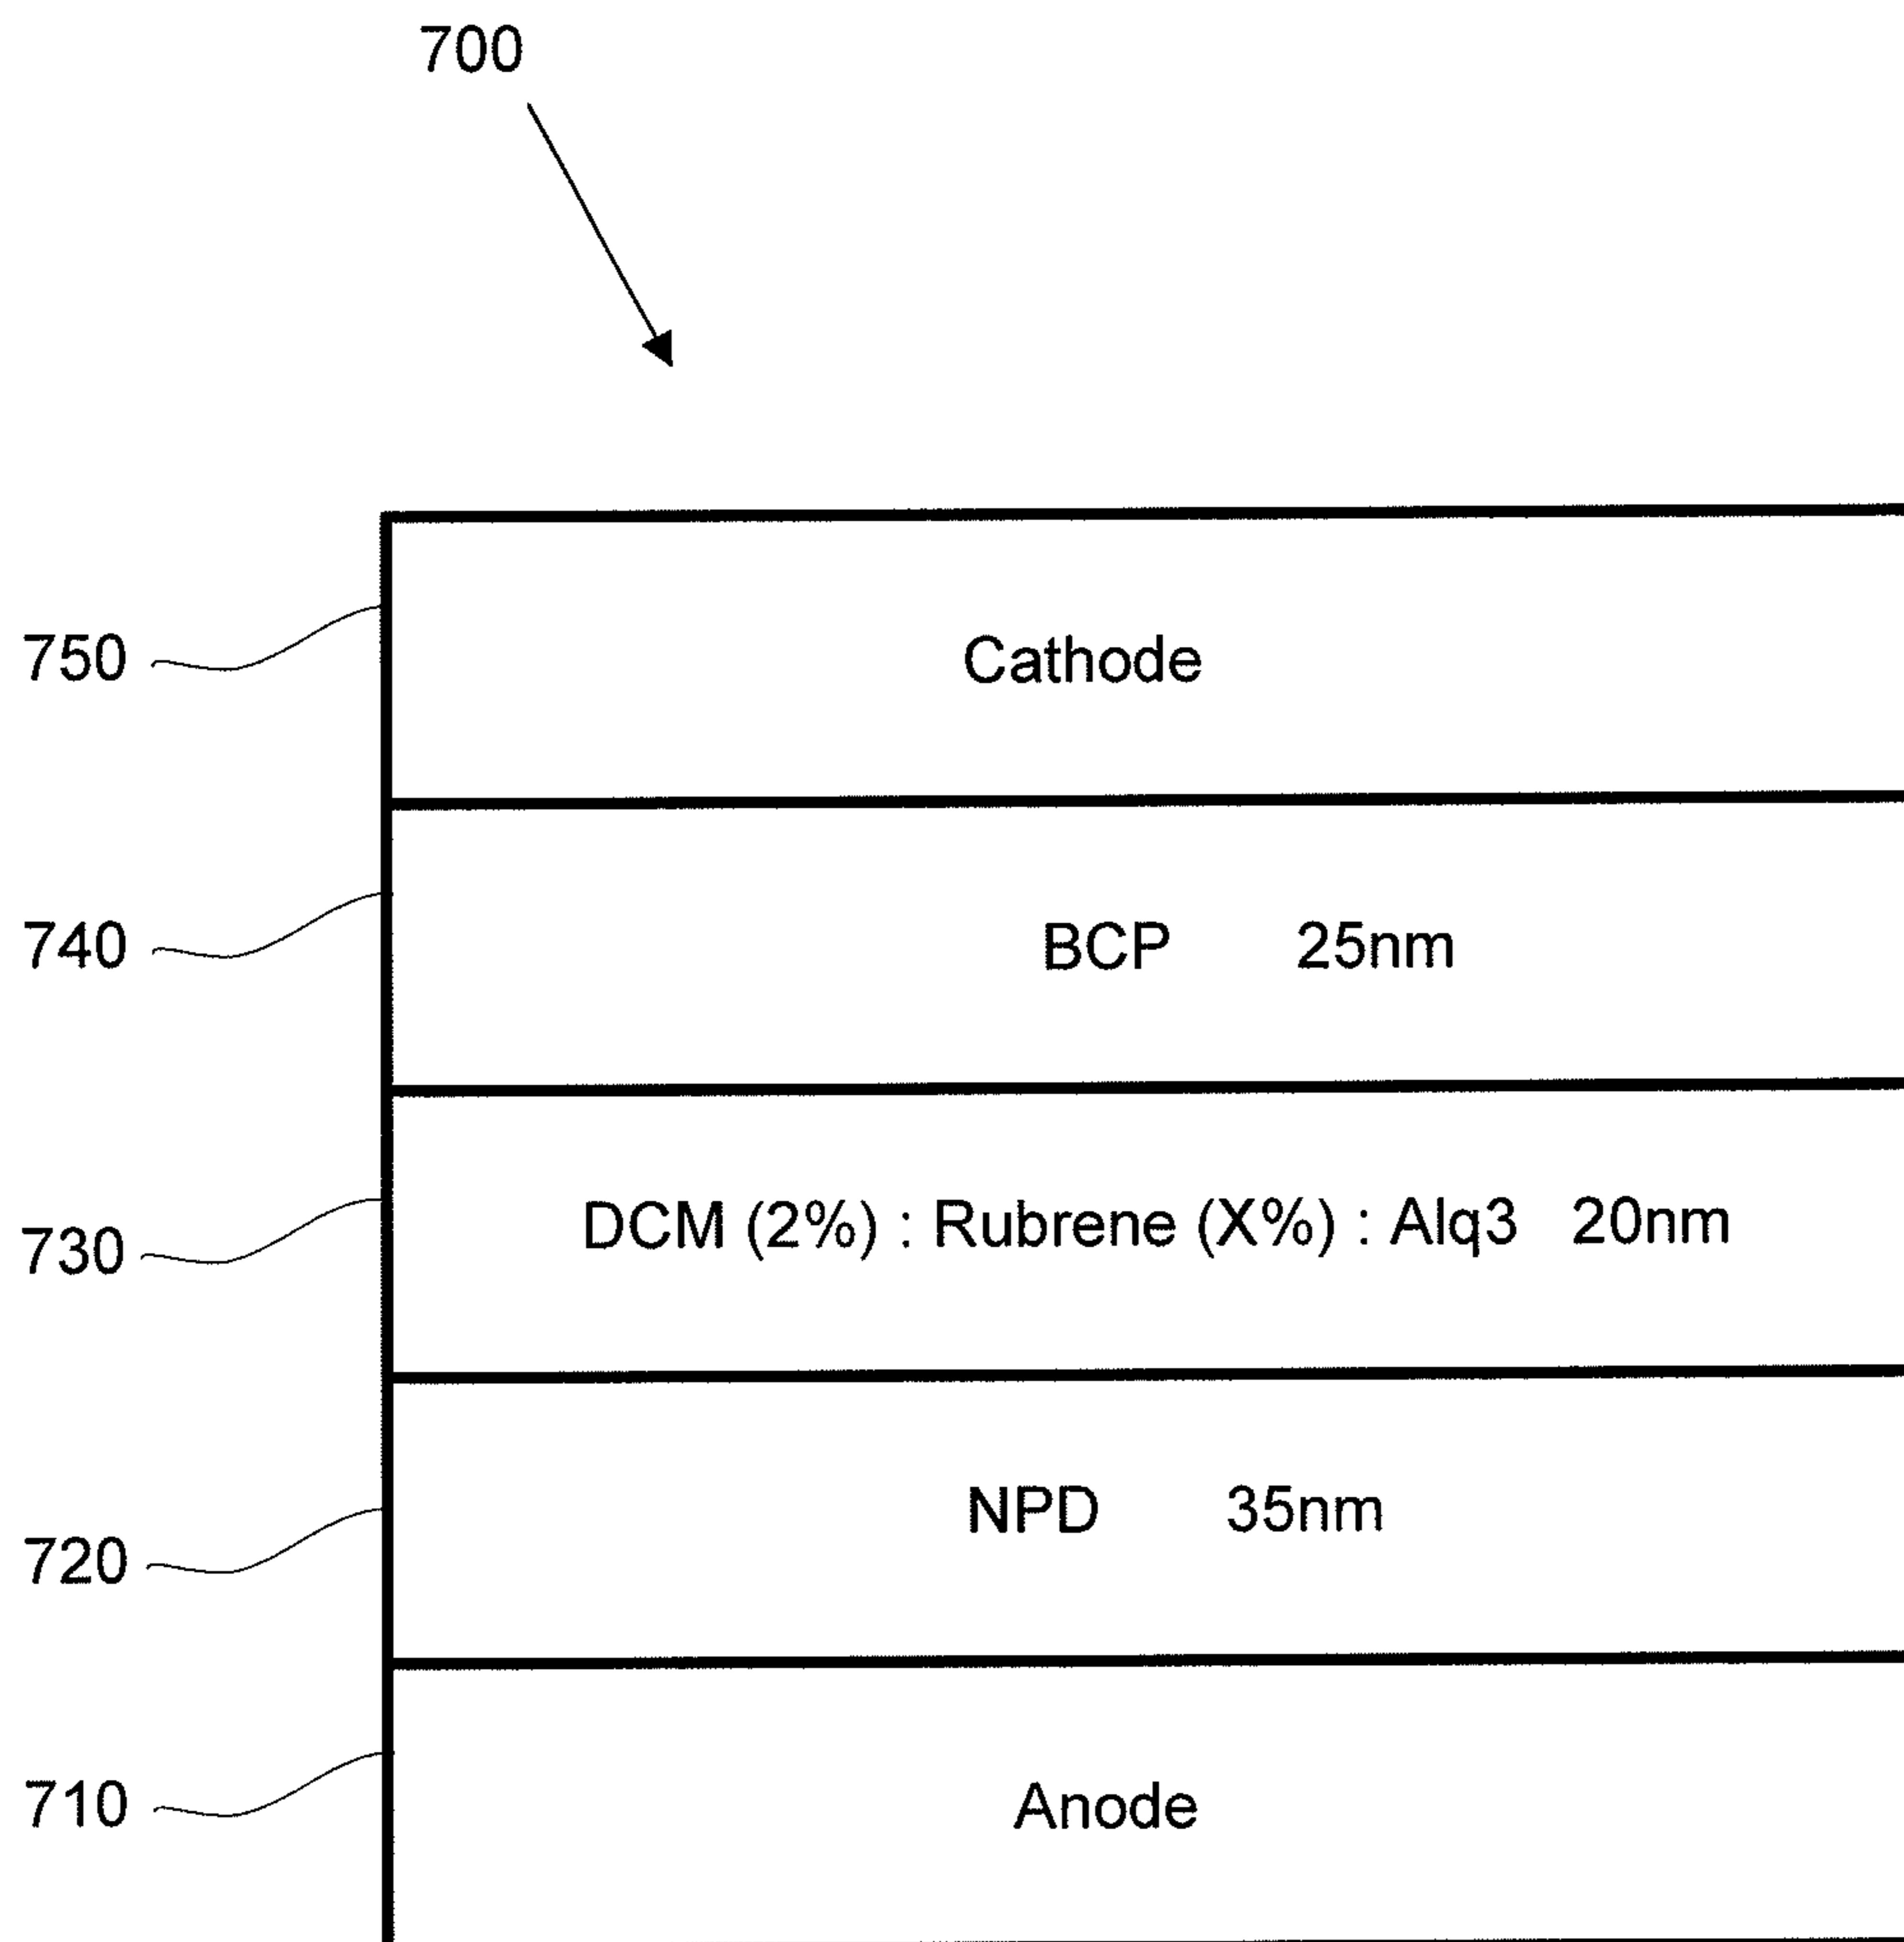 700
750 Cathode
740 BCP 25nm
730 DCM (2%) : Rubrene (X%) : Alq3 20nm
720 NPD 35nm
710 Anode